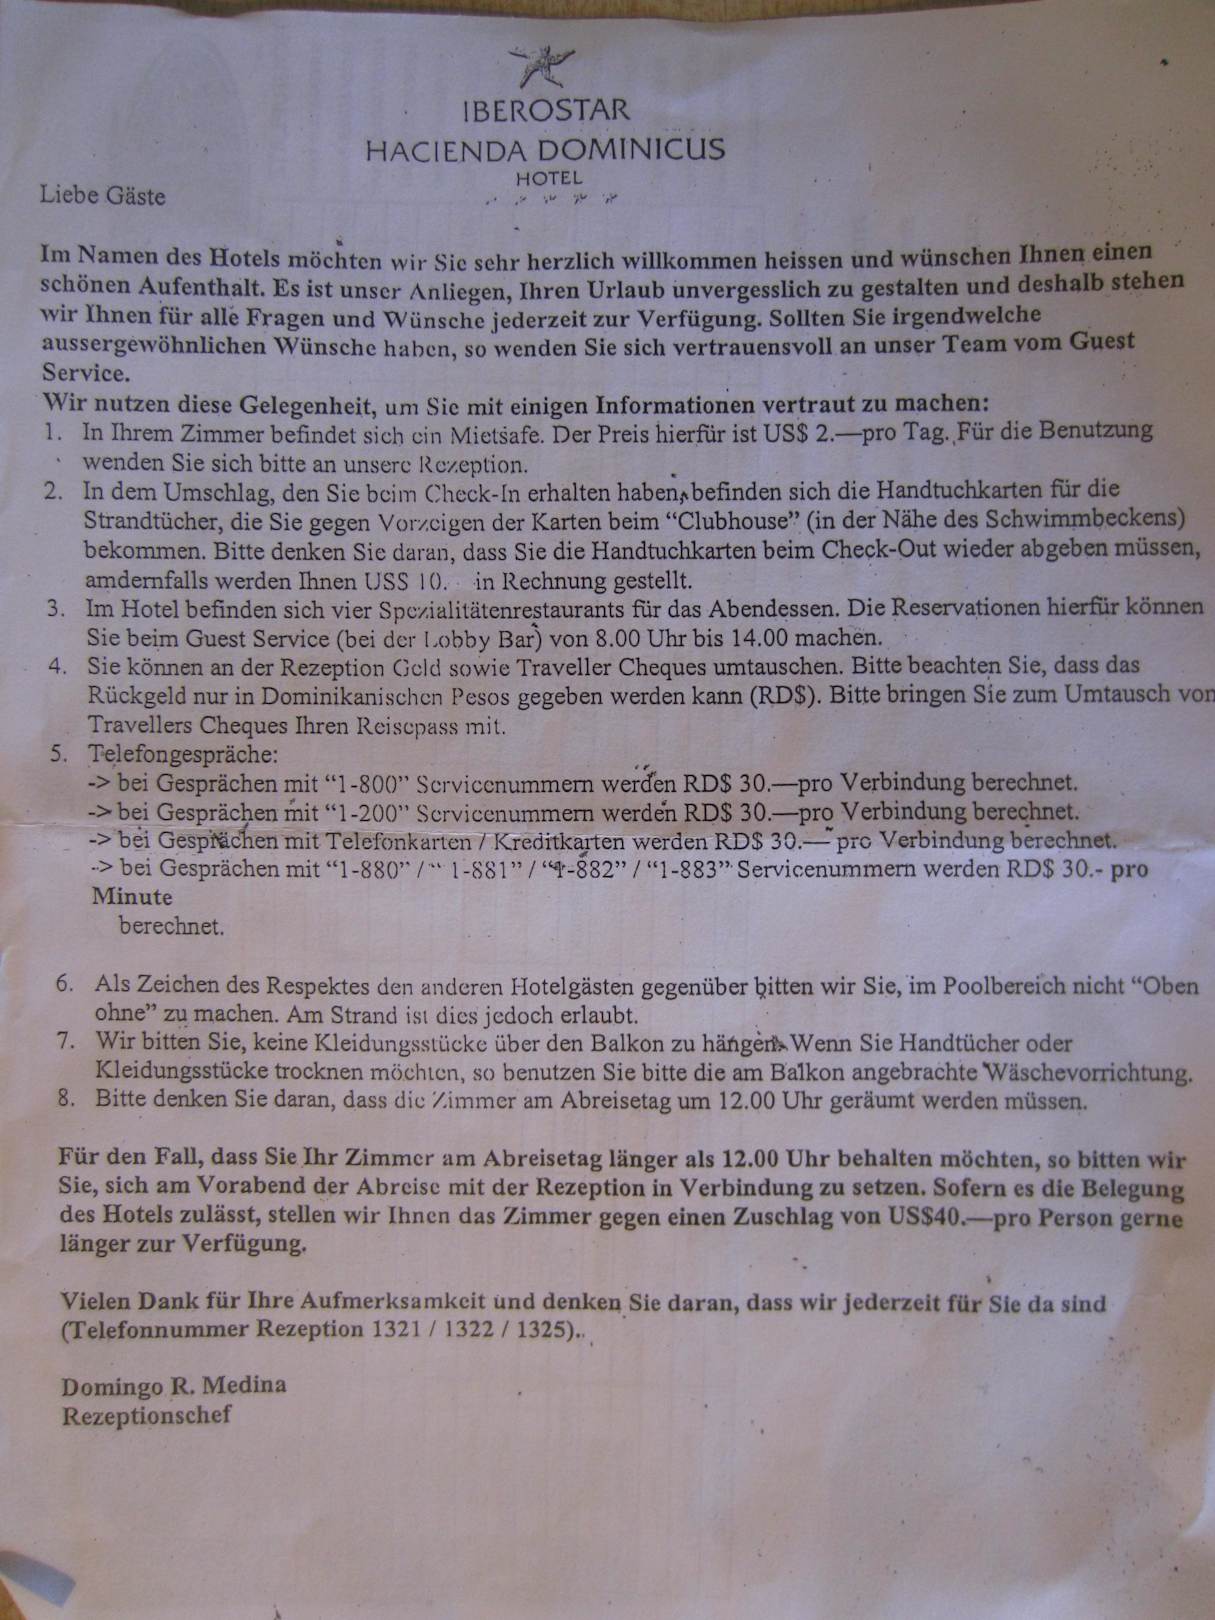 IBEROSTAR
HACIENDA DOMINICUS
HOTEL
Liebe Gäste
Im Namen des Hotels möchten wir Sie sehr herzlich willkommen heissen und wünschen Ihnen einen
schönen Aufenthalt. Es ist unser Anliegen, Ihren Urlaub unvergesslich zu gestalten und deshalb stehen
wir Ihnen für alle Fragen und Wünsche jederzeit zur Verfügung. Sollten Sie irgendwelche
aussergewöhnlichen Wünsche haben, so wenden Sie sich vertrauensvoll an unser Team vom Guest
Service.
Wir nutzen diese Gelegenheit, um Sie mit einigen Informationen vertraut zu machen:
1. In Ihrem Zimmer befindet sich ein Mietsafe. Der Preis hierfür ist US$ 2.—pro Tag. Für die Benutzung
wenden Sie sich bitte an unsere Rezeption.
2. In dem Umschlag, den Sie beim Check-In erhalten haben, befinden sich die Handtuchkarten für die
Strandtücher, die Sie gegen Vorzeigen der Karten beim “Clubhouse” (in der Nähe des Schwimmbeckens)
bekommen. Bitte denken Sie daran, dass Sie die Handtuchkarten beim Check-Out wieder abgeben müssen,
amdernfalls werden Ihnen US$ 10. in Rechnung gestellt.
3. Im Hotel befinden sich vier Spezialitätenrestaurants für das Abendessen. Die Reservationen hierfür können
Sie beim Guest Service (bei der Lobby Bar) von 8.00 Uhr bis 14.00 machen.
4. Sie können an der Rezeption Geld sowie Traveller Cheques umtauschen. Bitte beachten Sie, dass das
Rückgeld nur in Dominikanischen Pesos gegeben werden kann (RD$). Bitte bringen Sie zum Umtausch von
Travellers Cheques Ihren Reisepass mit.
5. Telefongespräche:
-> bei Gesprächen mit “1-800” Servicenummern werden RD$ 30.—pro Verbindung berechnet.
-> bei Gesprächen mit “1-200” Servicenummern werden RD$ 30.—pro Verbindung berechnet.
-> bei Gesprächen mit Telefonkarten / Kreditkarten werden RD$ 30.— pro Verbindung berechnet.
-> bei Gesprächen mit “1-880” / “ 1-881” / “1-882” / “1-883” Servicenummern werden RD$ 30.- pro
Minute
berechnet.
6. Als Zeichen des Respektes den anderen Hotelgästen gegenüber bitten wir Sie, im Poolbereich nicht “Oben
ohne” zu machen. Am Strand ist dies jedoch erlaubt.
7. Wir bitten Sie, keine Kleidungsstücke über den Balkon zu hängen. Wenn Sie Handtücher oder
Kleidungsstücke trocknen möchten, so benutzen Sie bitte die am Balkon angebrachte Wäschevorrichtung.
8. Bitte denken Sie daran, dass die Zimmer am Abreisetag um 12.00 Uhr geräumt werden müssen.
Für den Fall, dass Sie Ihr Zimmer am Abreisetag länger als 12.00 Uhr behalten möchten, so bitten wir
Sie, sich am Vorabend der Abreise mit der Rezeption in Verbindung zu setzen. Sofern es die Belegung
des Hotels zulässt, stellen wir Ihnen das Zimmer gegen einen Zuschlag von US$40.—pro Person gerne
länger zur Verfügung.
Vielen Dank für Ihre Aufmerksamkeit und denken Sie daran, dass wir jederzeit für Sie da sind
(Telefonnummer Rezeption 1321 / 1322 / 1325)..
Domingo R. Medina
Rezeptionschef